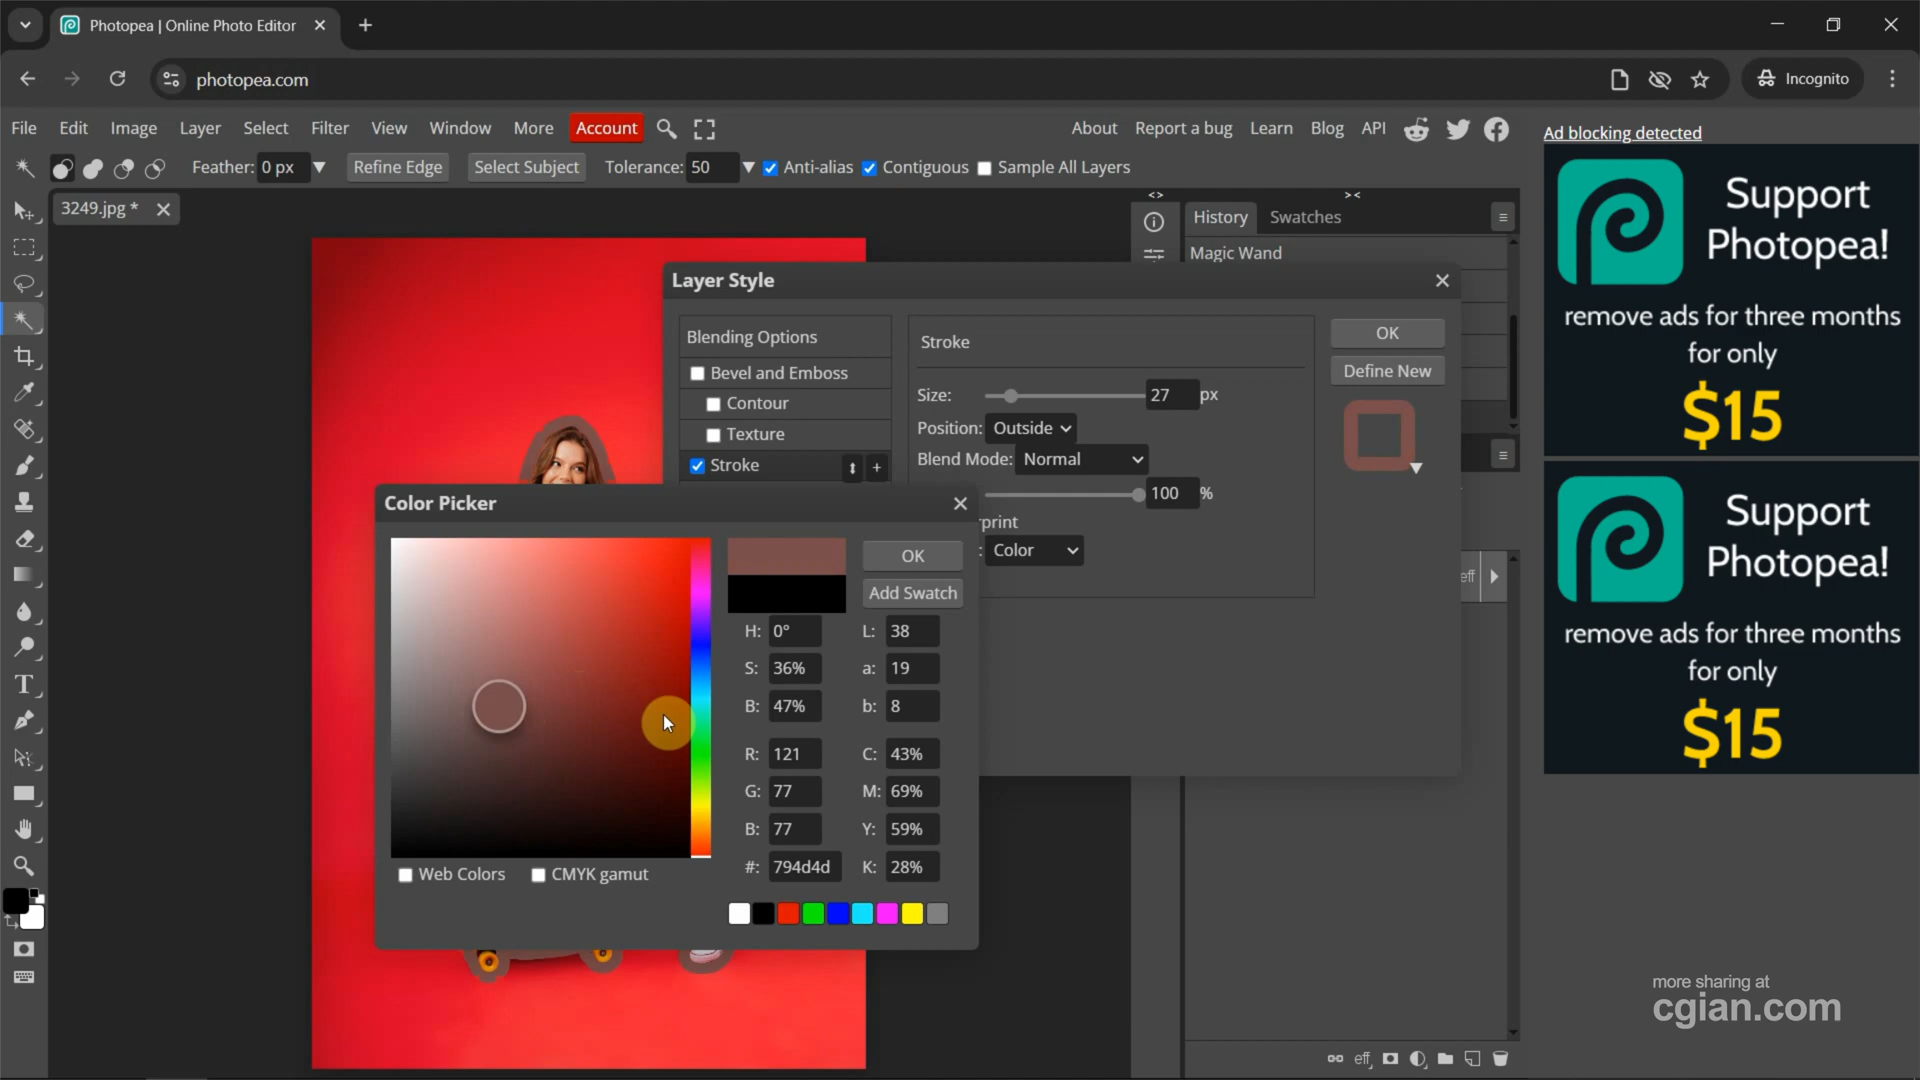 Photopea | Online Photo Editor
photopea.com
Incognito
File Edit Image Layer Select Filter View Window More Account
About Report a bug Learn Blog API
Feather: 0 px Refine Edge Select Subject Tolerance: 50 Anti-alias Contiguous Sample All Layers
3249.jpg *
History Swatches
Magic Wand
Layer Style
Blending Options
Bevel and Emboss
Contour
Texture
Stroke
Stroke
Size: 27 px
Position: Outside
Blend Mode: Normal
100 %
print
: Color
OK
Define New
eff
Color Picker
OK
Add Swatch
H: 0° L: 38
S: 36% a: 19
B: 47% b: 8
R: 121 C: 43%
G: 77 M: 69%
B: 77 Y: 59%
#: 794d4d K: 28%
Web Colors CMYK gamut
eff
Ad blocking detected
Support
Photopea!
remove ads for three months
for only
$15
Support
Photopea!
remove ads for three months
for only
$15
more sharing at
cgian.com